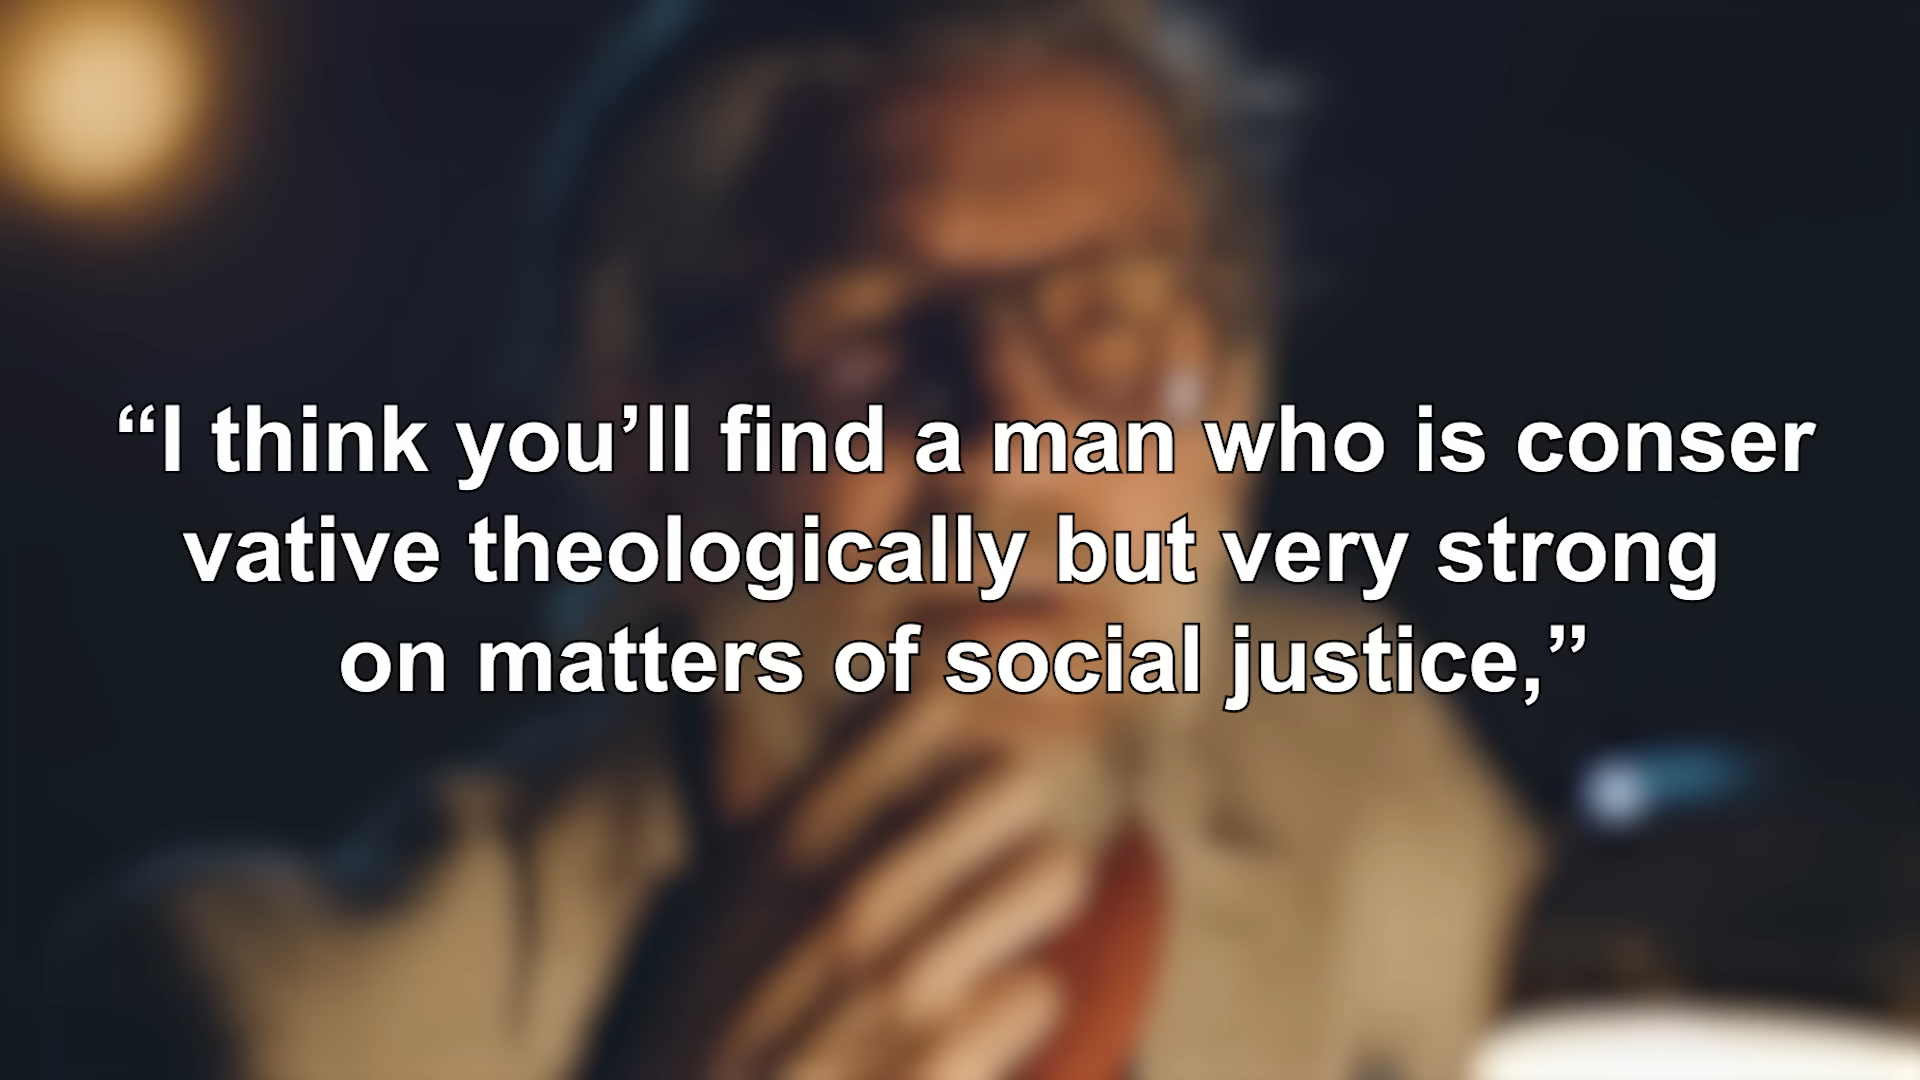 “I think you’ll find a man who is conser
vative theologically but very strong
on matters of social justice,”